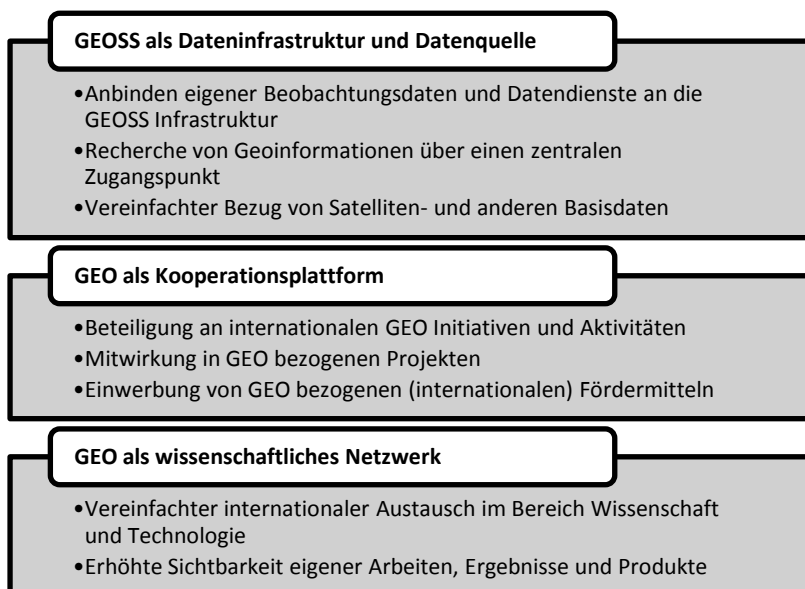 GEOSS als Dateninfrastruktur und Datenquelle
•Anbinden eigener Beobachtungsdaten und Datendienste an die
GEOSS Infrastruktur
•Recherche von Geoinformationen über einen zentralen
Zugangspunkt
•Vereinfachter Bezug von Satelliten- und anderen Basisdaten
GEO als Kooperationsplattform
•Beteiligung an internationalen GEO Initiativen und Aktivitäten
•Mitwirkung in GEO bezogenen Projekten
•Einwerbung von GEO bezogenen (internationalen) Fördermitteln
GEO als wissenschaftliches Netzwerk
•Vereinfachter internationaler Austausch im Bereich Wissenschaft
und Technologie
•Erhöhte Sichtbarkeit eigener Arbeiten, Ergebnisse und Produkte